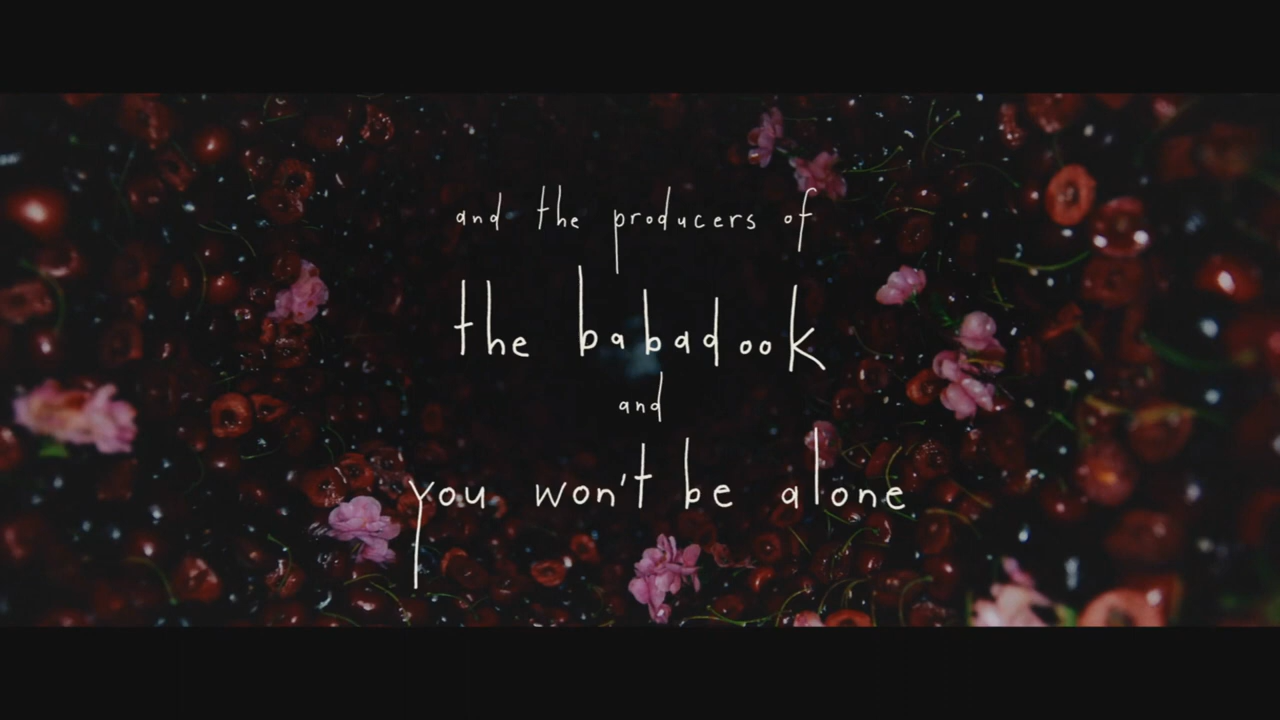 and the producers of
the babadook
and
you won't be alone